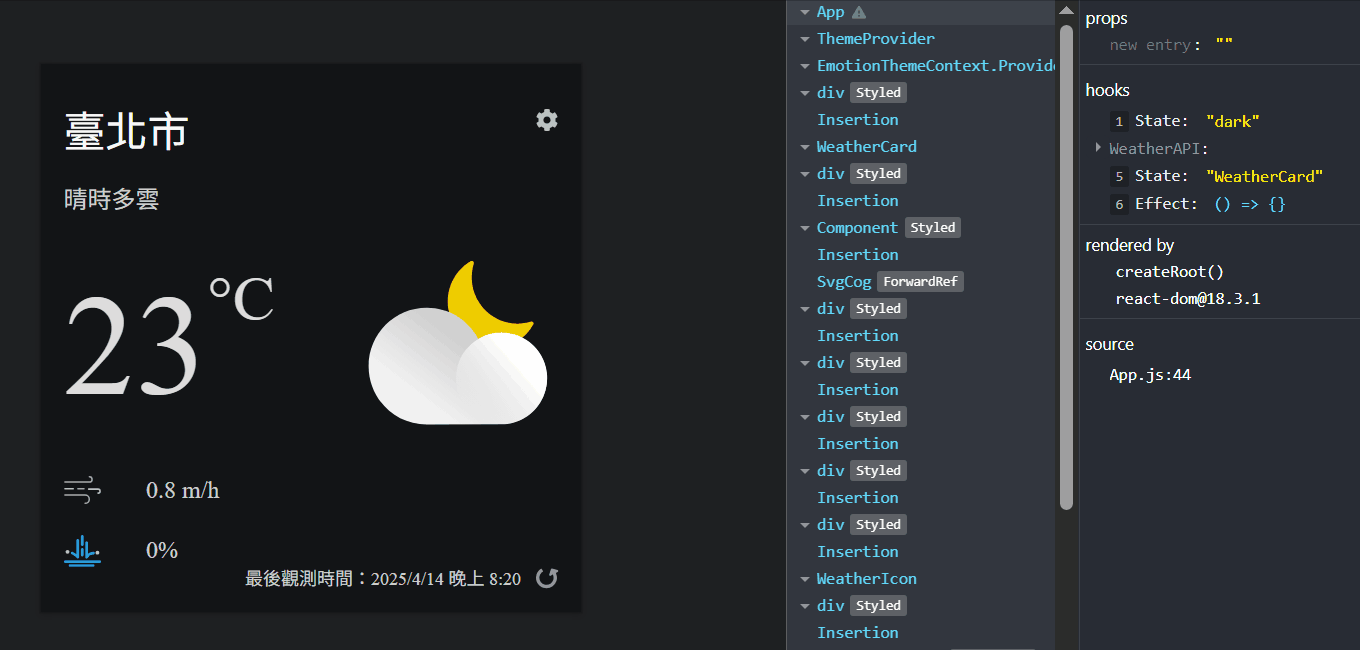 臺北市
晴時多雲
23 °C
0.8 m/h
0%
最後觀測時間：2025/4/14 晚上 8:20
App
ThemeProvider
EmotionThemeContext.Provide
div Styled
Insertion
WeatherCard
div Styled
Insertion
Component Styled
Insertion
SvgCog ForwardRef
div Styled
Insertion
div Styled
Insertion
div Styled
Insertion
div Styled
Insertion
div Styled
Insertion
WeatherIcon
div Styled
Insertion
props
new entry: ""
hooks
1 State: "dark"
WeatherAPI:
5 State: "WeatherCard"
6 Effect: () => {}
rendered by
createRoot()
react-dom@18.3.1
source
App.js:44